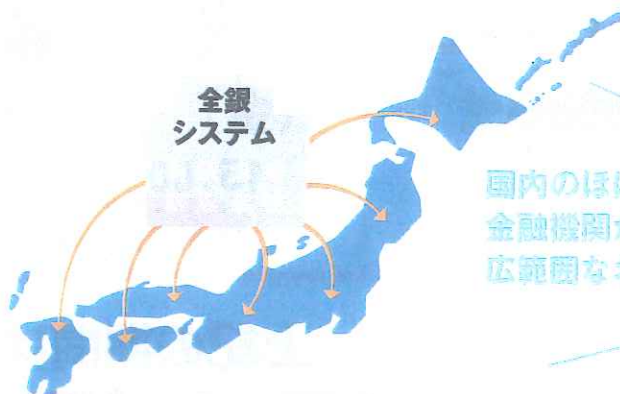 全銀
システム
国内のほ
金融機関
広範囲な